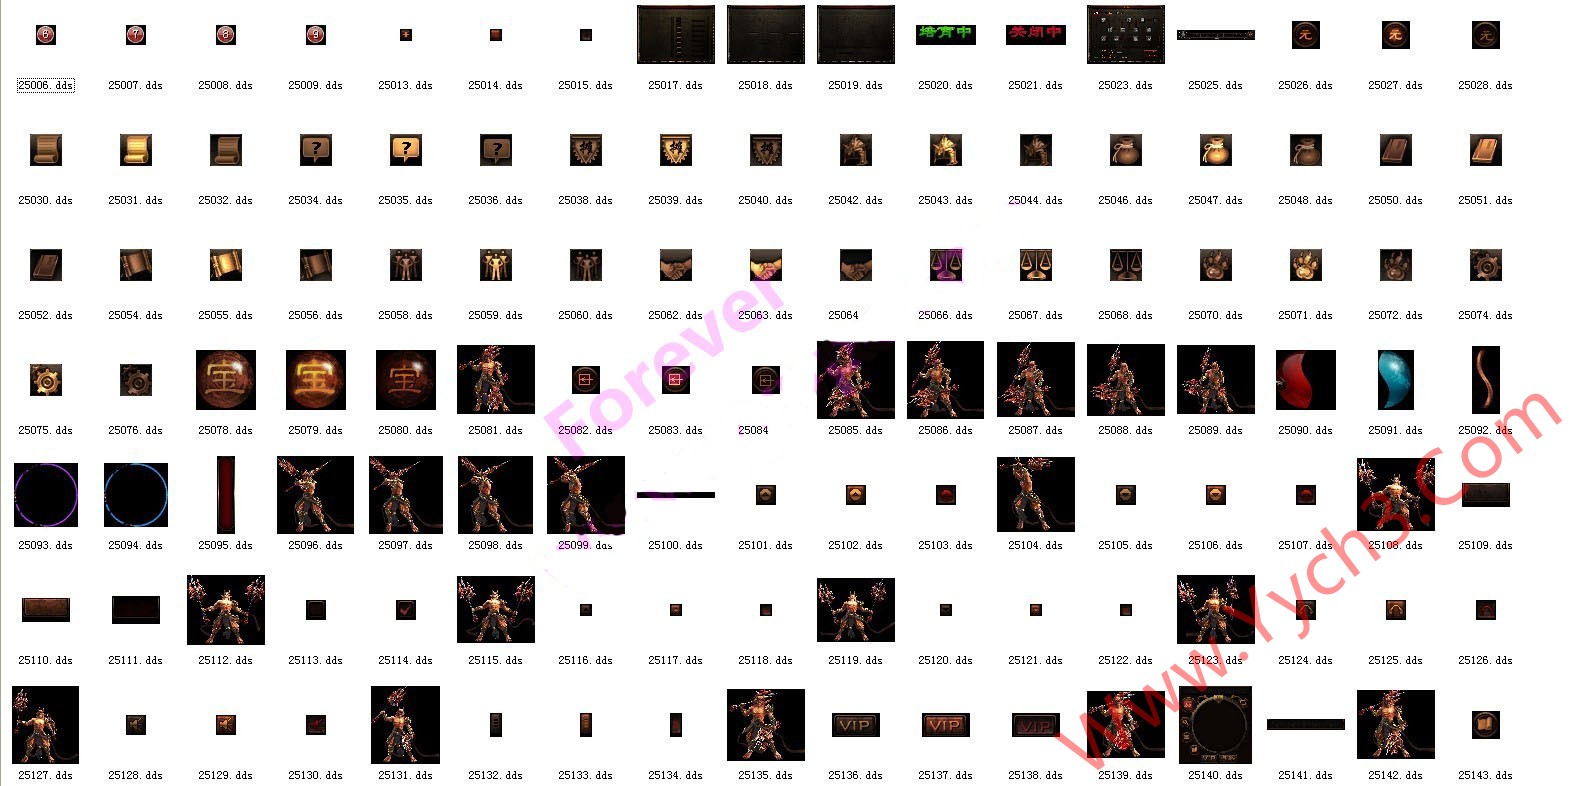 6 7 8 9 培育中 关闭中 元 元 元
25006.dds 25007.dds 25008.dds 25009.dds 25013.dds 25014.dds 25015.dds 25017.dds 25018.dds 25019.dds 25020.dds 25021.dds 25023.dds 25025.dds 25026.dds 25027.dds 25028.dds
? ? ? 摊 摊 摊
25030.dds 25031.dds 25032.dds 25034.dds 25035.dds 25036.dds 25038.dds 25039.dds 25040.dds 25042.dds 25043.dds 25044.dds 25046.dds 25047.dds 25048.dds 25050.dds 25051.dds
25052.dds 25054.dds 25055.dds 25056.dds 25058.dds 25059.dds 25060.dds 25062.dds 25063.dds 25064 25066.dds 25067.dds 25068.dds 25070.dds 25071.dds 25072.dds 25074.dds
宝 宝 宝
25075.dds 25076.dds 25078.dds 25079.dds 25080.dds 25081.dds 25082.dds 25083.dds 25084 25085.dds 25086.dds 25087.dds 25088.dds 25089.dds 25090.dds 25091.dds 25092.dds
25093.dds 25094.dds 25095.dds 25096.dds 25097.dds 25098.dds 25099.dds 25100.dds 25101.dds 25102.dds 25103.dds 25104.dds 25105.dds 25106.dds 25107.dds 25108.dds 25109.dds
25110.dds 25111.dds 25112.dds 25113.dds 25114.dds 25115.dds 25116.dds 25117.dds 25118.dds 25119.dds 25120.dds 25121.dds 25122.dds 25123.dds 25124.dds 25125.dds 25126.dds
VIP VIP VIP
25127.dds 25128.dds 25129.dds 25130.dds 25131.dds 25132.dds 25133.dds 25134.dds 25135.dds 25136.dds 25137.dds 25138.dds 25139.dds 25140.dds 25141.dds 25142.dds 25143.dds
Forever
www.Yych3.Com